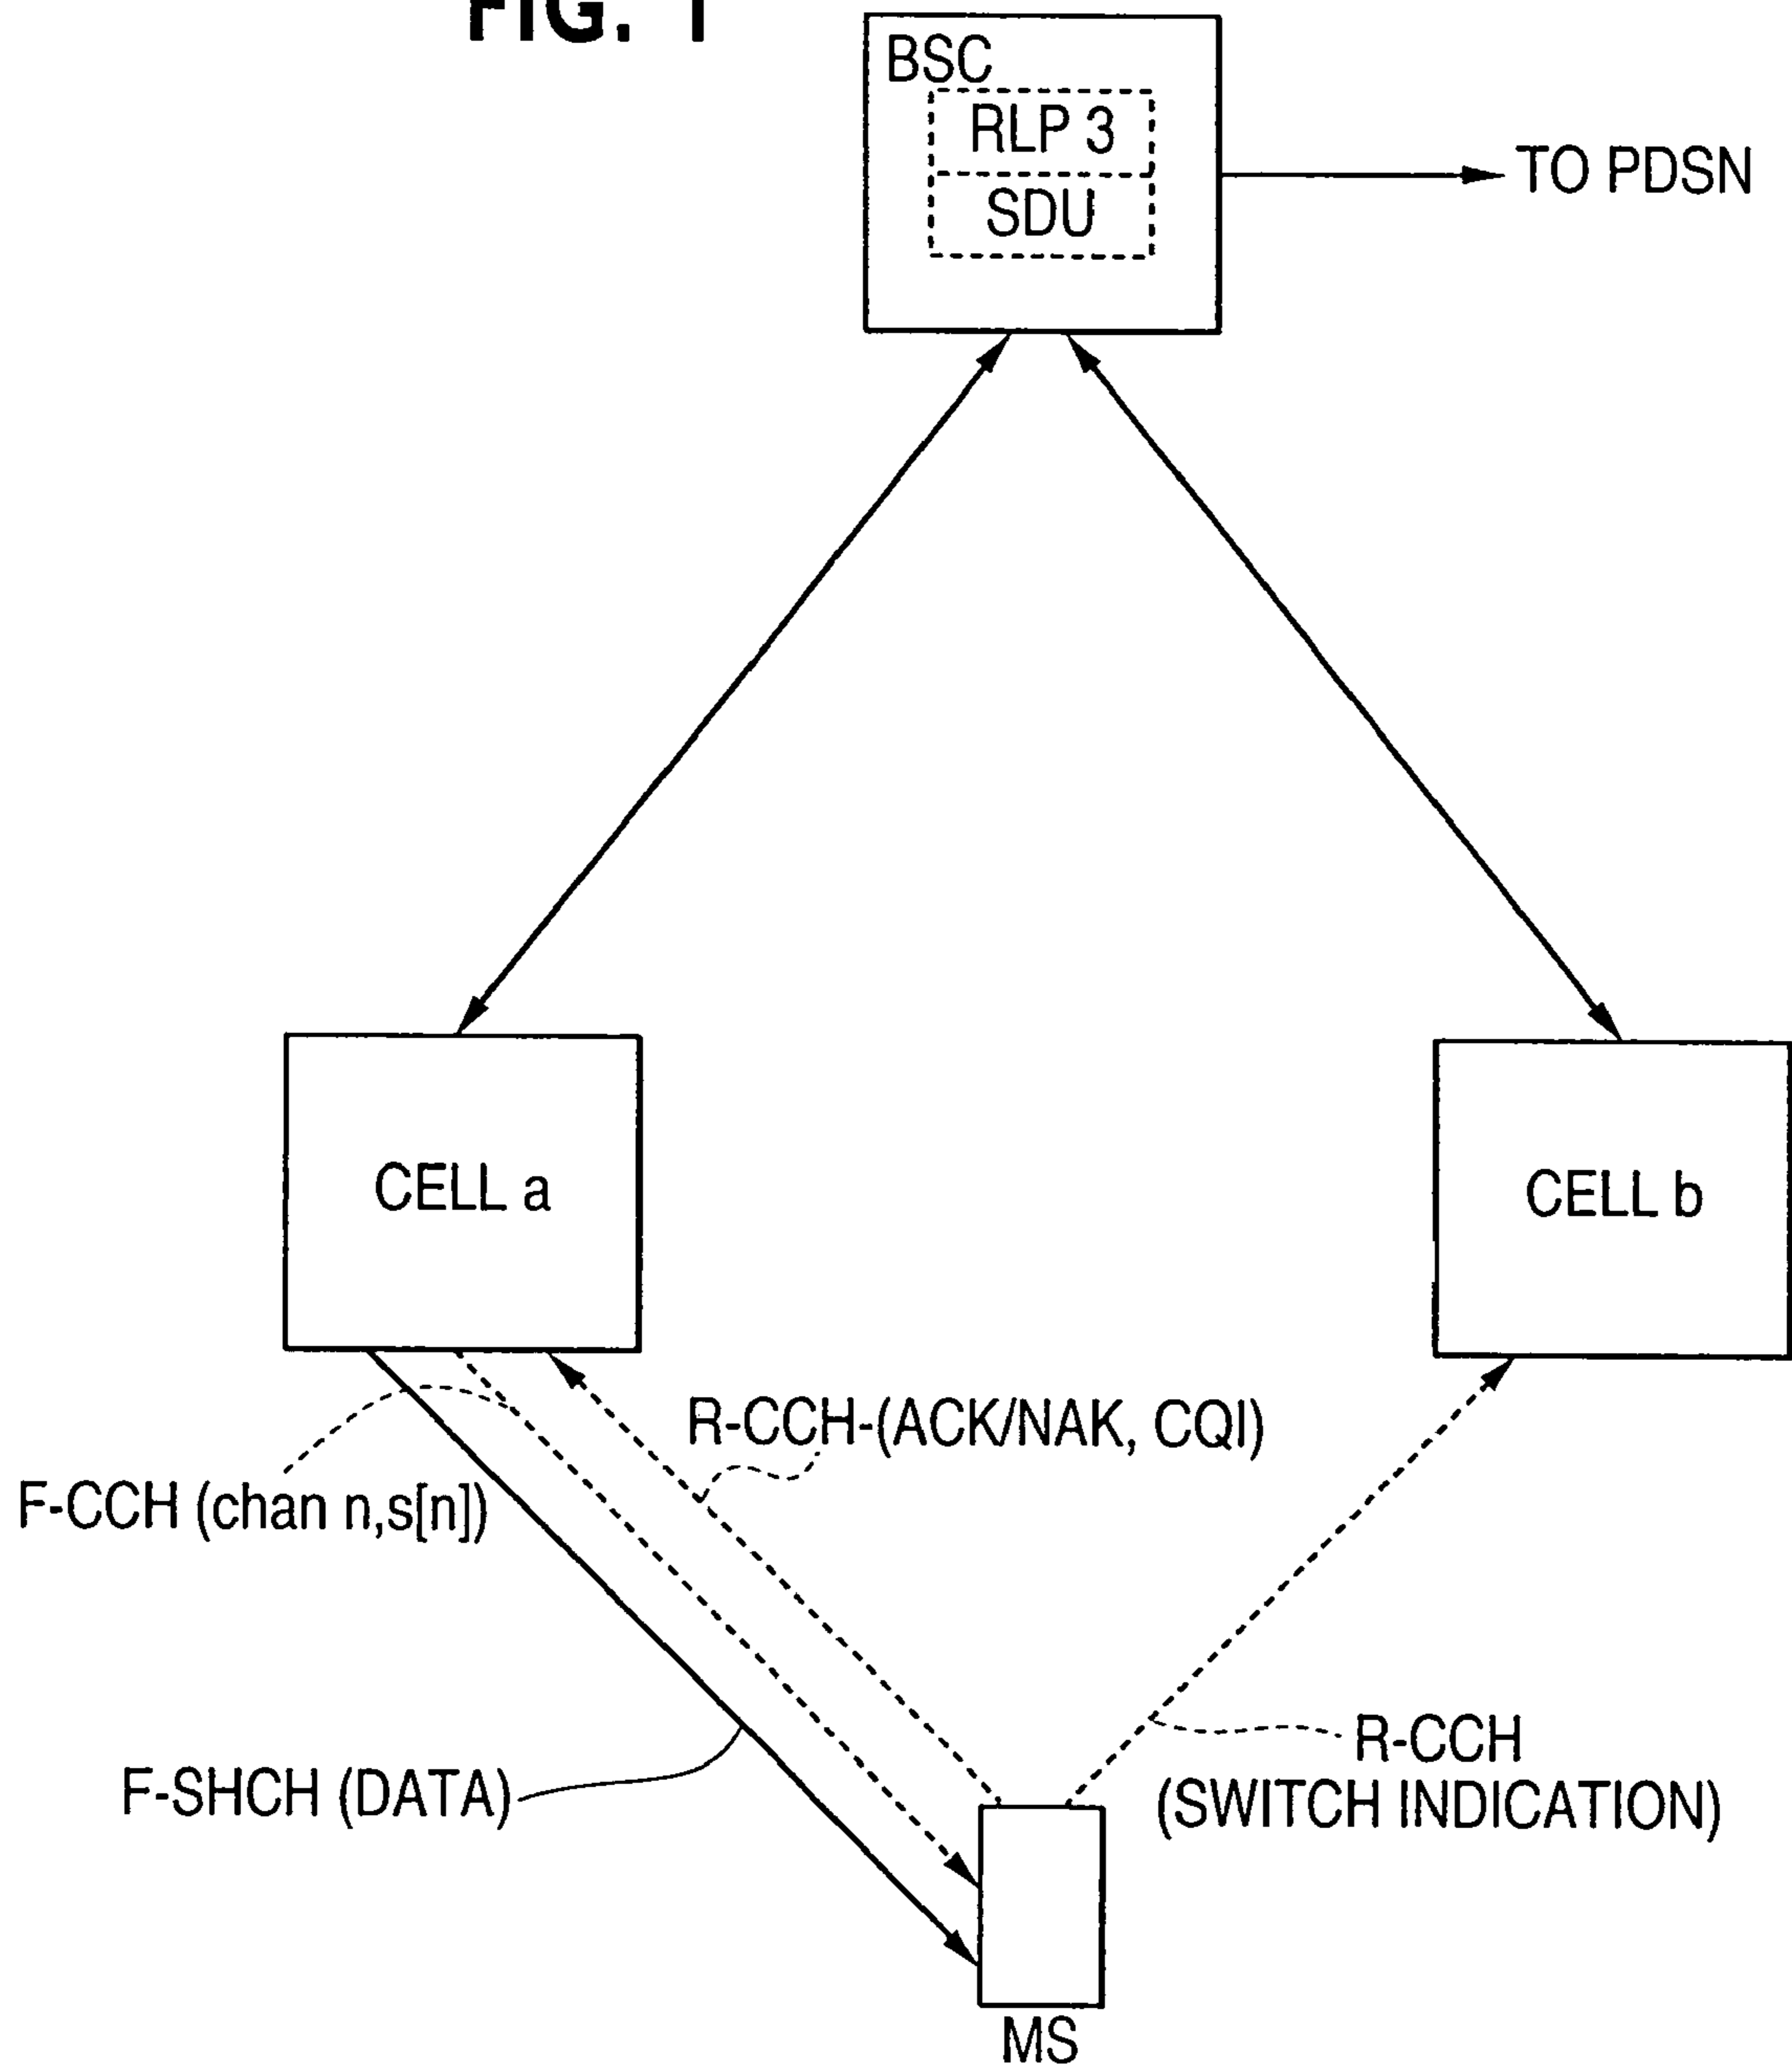 FIG. 1
BSC
RLP 3
SDU
TO PDSN
CELL a
CELL b
R-CCH-(ACK/NAK, CQI)
F-CCH (chan n,s[n])
F-SHCH (DATA)
R-CCH
(SWITCH INDICATION)
MS